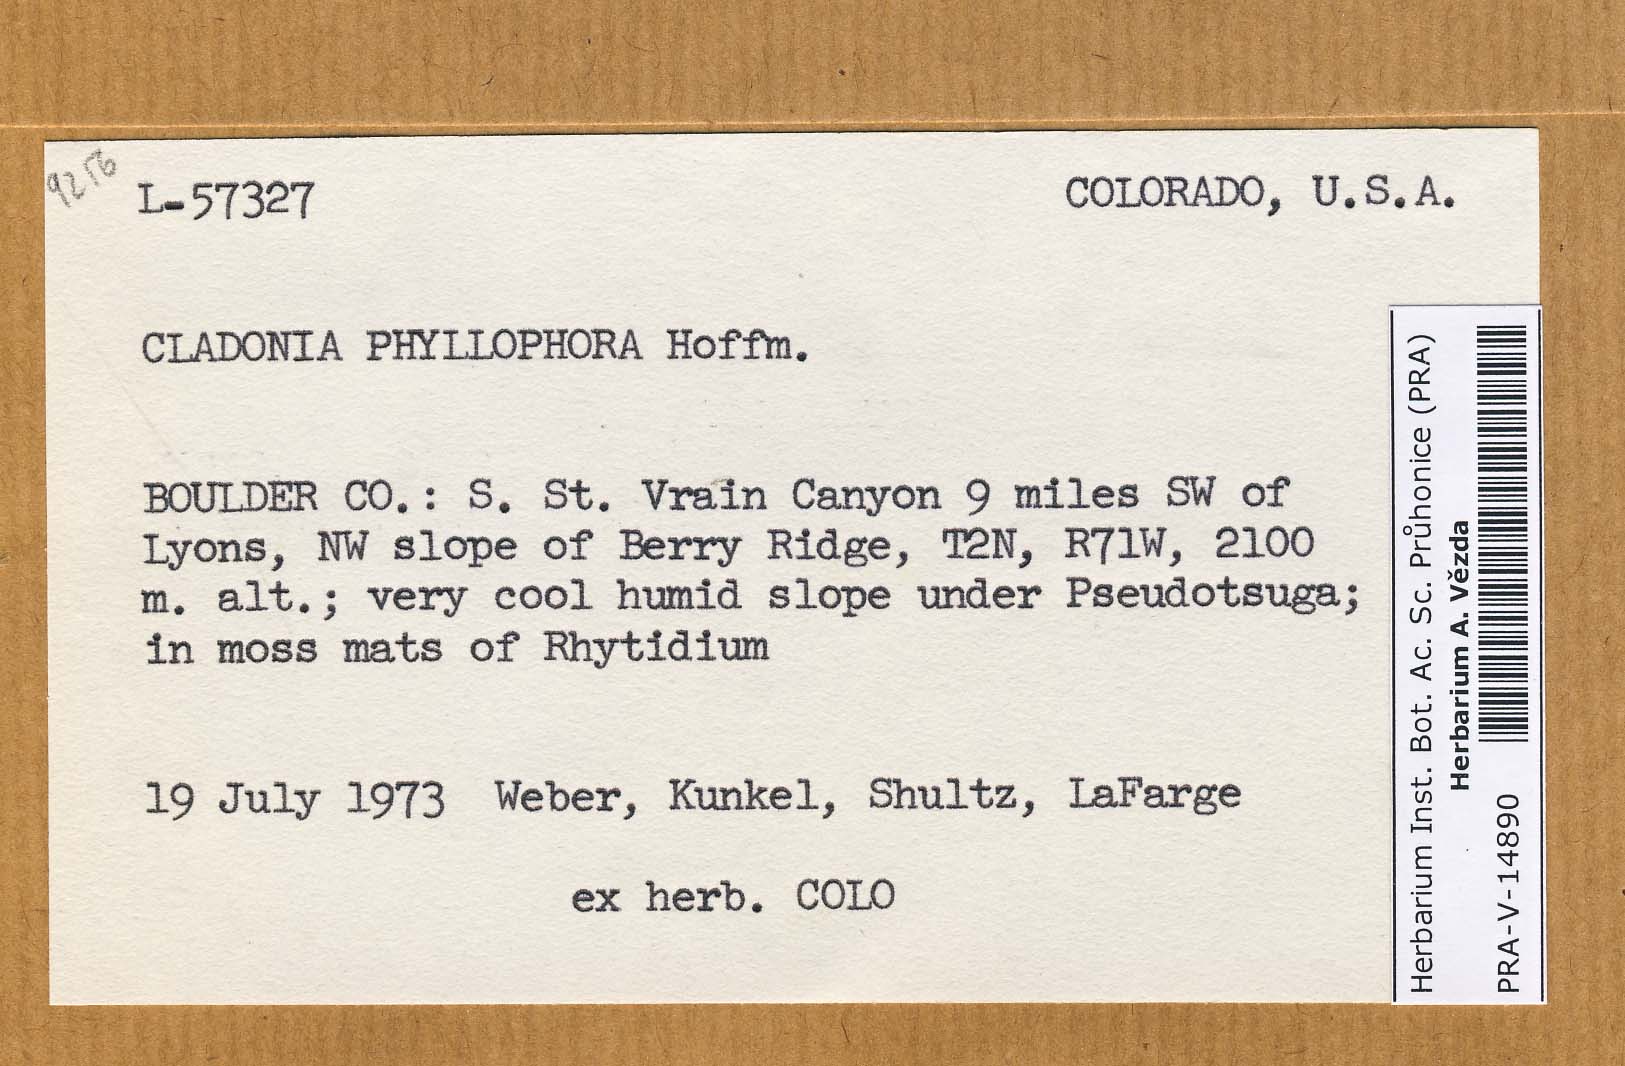 9256
L-57327 COLORADO, U.S.A.
CLADONIA PHYLLOPHORA Hoffm.
BOULDER CO.: S. St. Vrain Canyon 9 miles SW of
Lyons, NW slope of Berry Ridge, T2N, R71W, 2100
m. alt.; very cool humid slope under Pseudotsuga;
in moss mats of Rhytidium
19 July 1973 Weber, Kunkel, Shultz, LaFarge
ex herb. COLO
Herbarium Inst. Bot. Ac. Sc. Průhonice (PRA)
Herbarium A. Vězda
PRA-V-14890